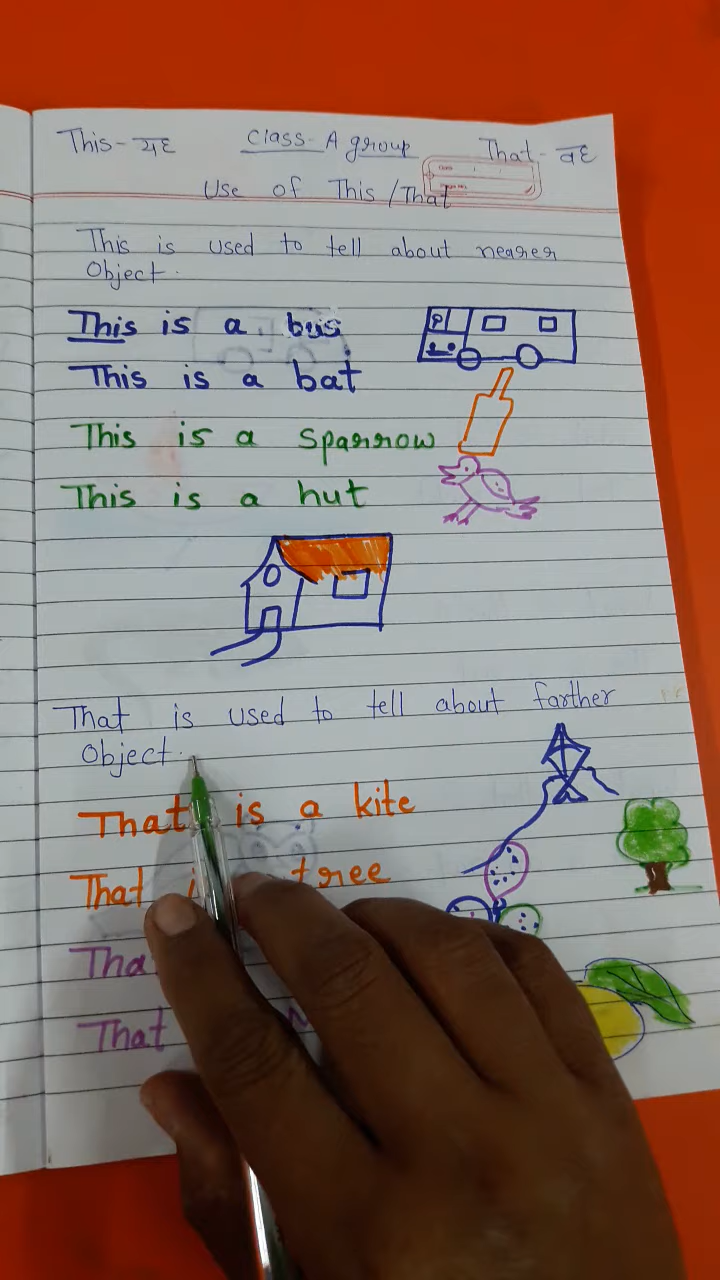 This- यह Class- A group That- वह
Use of This/That
This is used to tell about nearer
Object.
This is a bus
This is a bat
This is a sparrow
This is a hut
That is used to tell about farther
Object.
That is a kite
That tree
That